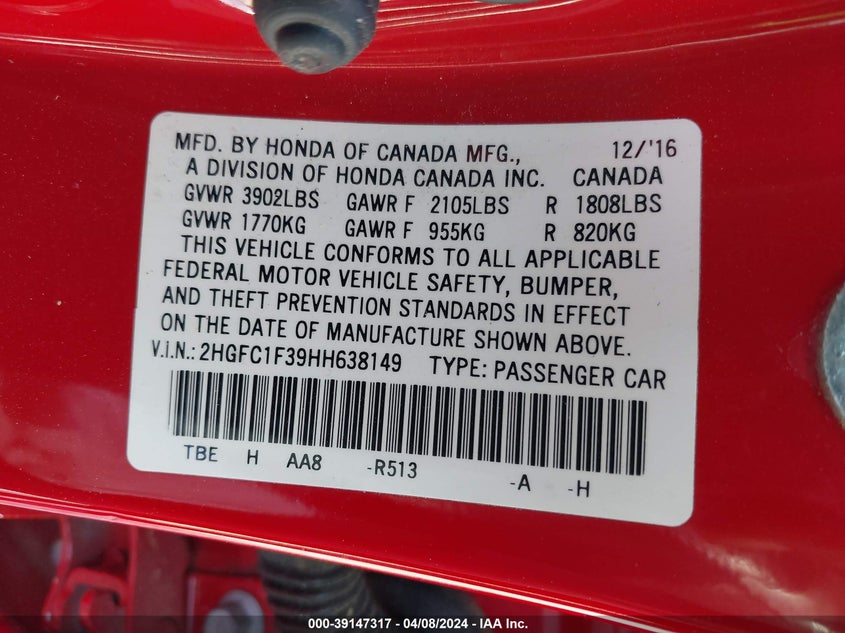 MFD. BY HONDA OF CANADA MFG., 12/'16
A DIVISION OF HONDA CANADA INC. CANADA
GVWR 3902LBS GAWR F 2105LBS R 1808LBS
GVWR 1770KG GAWR F 955KG R 820KG
THIS VEHICLE CONFORMS TO ALL APPLICABLE
FEDERAL MOTOR VEHICLE SAFETY, BUMPER,
AND THEFT PREVENTION STANDARDS IN EFFECT
ON THE DATE OF MANUFACTURE SHOWN ABOVE.
V.I.N.: 2HGFC1F39HH638149 TYPE: PASSENGER CAR
TBE H AA8 -R513 -A -H
000-39147317 | 04/08/2024 - IAA Inc.